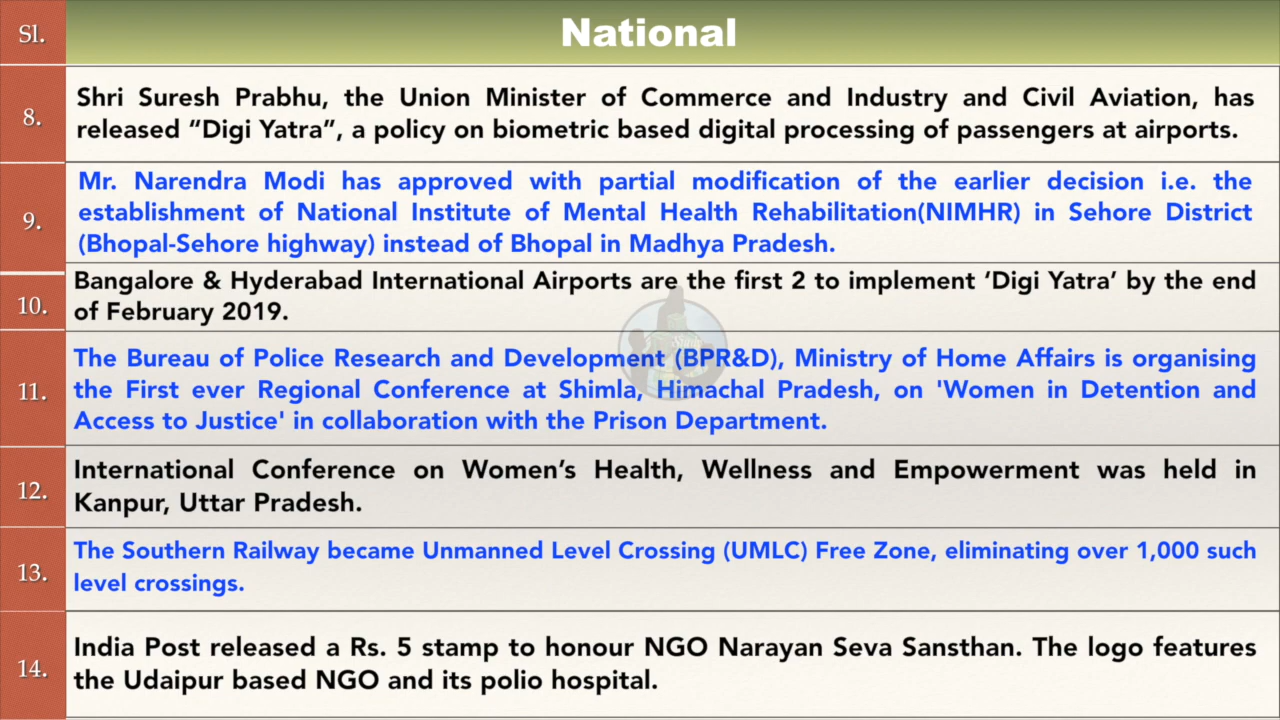 Sl.
National
8.
Shri Suresh Prabhu, the Union Minister of Commerce and Industry and Civil Aviation, has
released “Digi Yatra”, a policy on biometric based digital processing of passengers at airports.
9.
Mr. Narendra Modi has approved with partial modification of the earlier decision i.e. the
establishment of National Institute of Mental Health Rehabilitation(NIMHR) in Sehore District
(Bhopal-Sehore highway) instead of Bhopal in Madhya Pradesh.
10.
Bangalore & Hyderabad International Airports are the first 2 to implement ‘Digi Yatra’ by the end
of February 2019.
11.
The Bureau of Police Research and Development (BPR&D), Ministry of Home Affairs is organising
the First ever Regional Conference at Shimla, Himachal Pradesh, on 'Women in Detention and
Access to Justice' in collaboration with the Prison Department.
12.
International Conference on Women’s Health, Wellness and Empowerment was held in
Kanpur, Uttar Pradesh.
13.
The Southern Railway became Unmanned Level Crossing (UMLC) Free Zone, eliminating over 1,000 such
level crossings.
14.
India Post released a Rs. 5 stamp to honour NGO Narayan Seva Sansthan. The logo features
the Udaipur based NGO and its polio hospital.